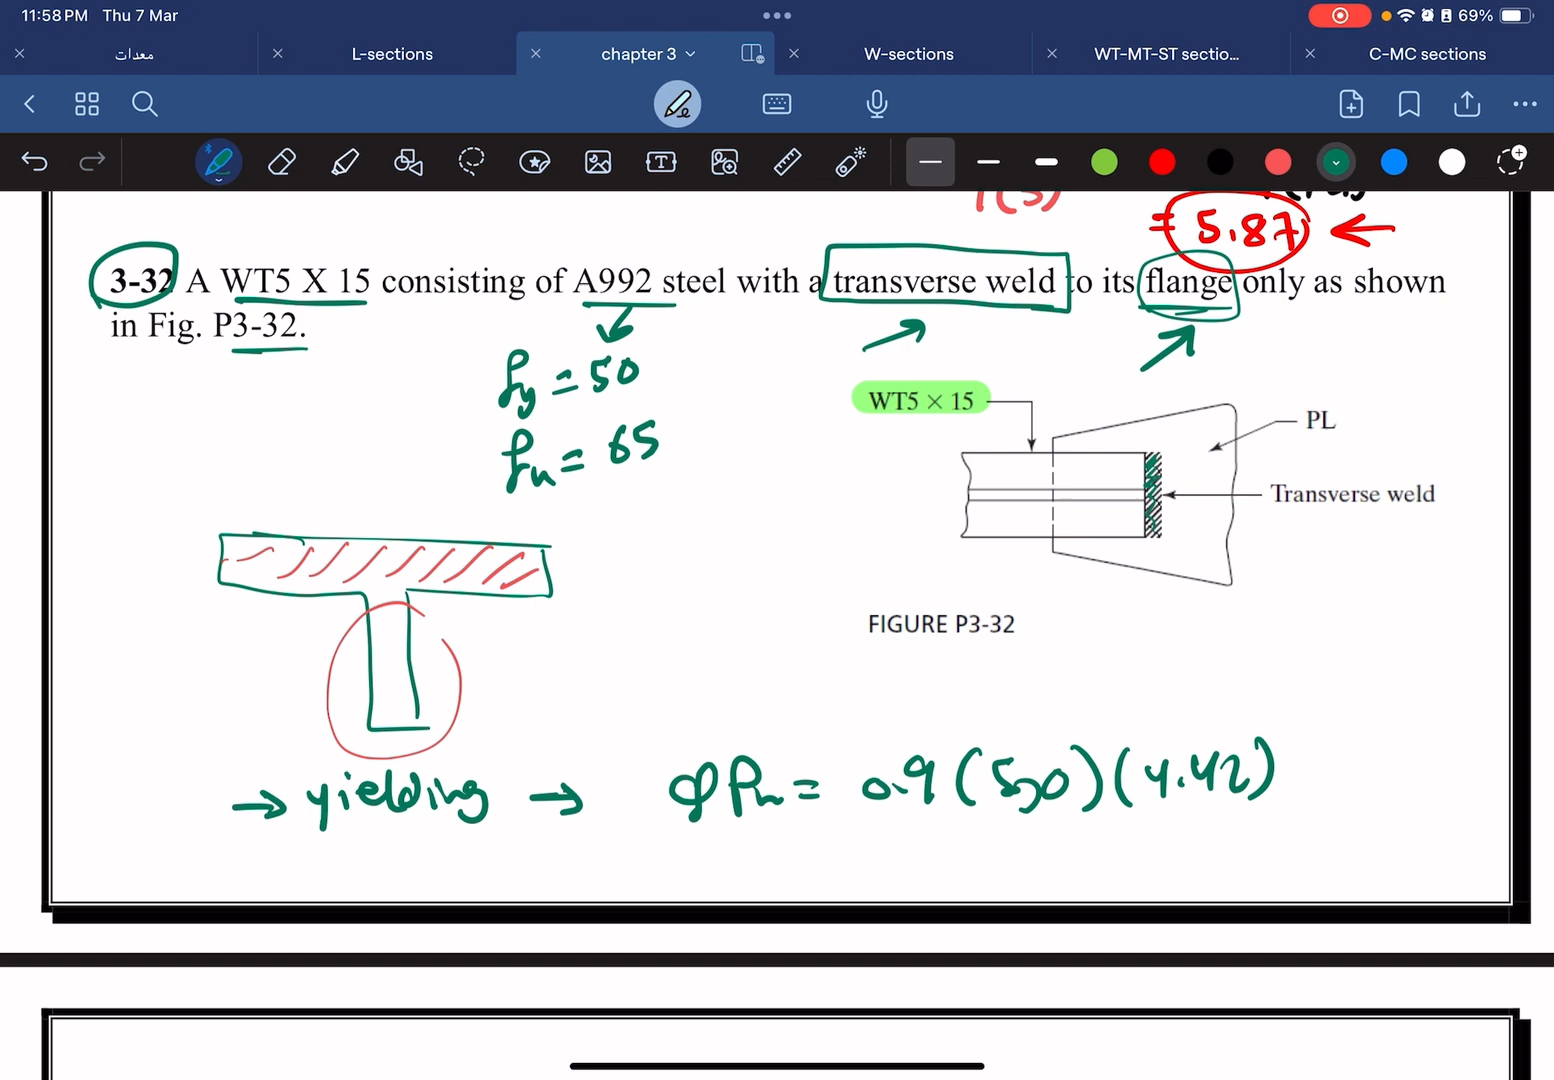 11:58 PM Thu 7 Mar
69%
معدات
L-sections
chapter 3
W-sections
WT-MT-ST sectio...
C-MC sections
= 5.87 ←
3-32 A WT5 X 15 consisting of A992 steel with a transverse weld to its flange only as shown
in Fig. P3-32.
fy = 50
fu = 65
WT5 × 15
PL
Transverse weld
FIGURE P3-32
→ yielding → φPn = 0.9(50)(4.42)